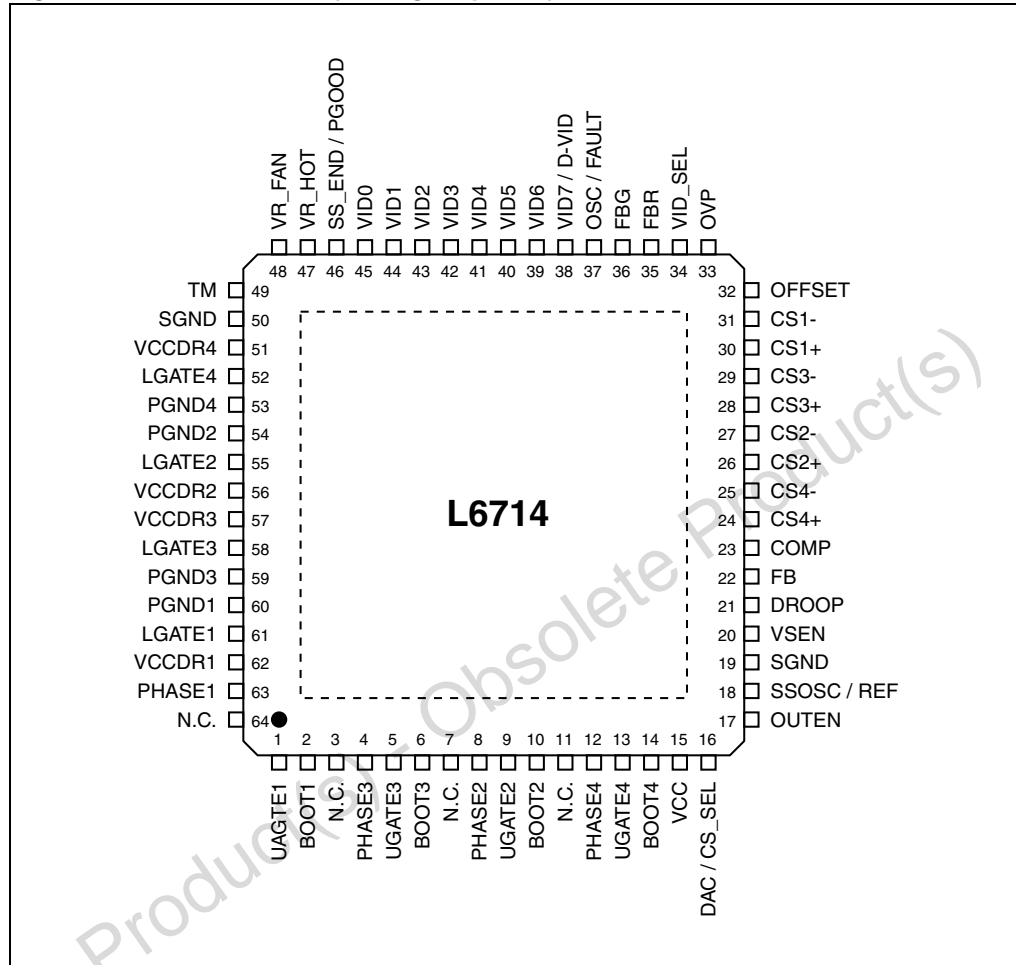 VR_FAN
VR_HOT
SS_END / PGOOD
VID0
VID1
VID2
VID3
VID4
VID5
VID6
VID7 / D-VID
OSC / FAULT
FBG
FBR
VID_SEL
OVP
48 47 46 45 44 43 42 41 40 39 38 37 36 35 34 33
TM 49
SGND 50
VCCDR4 51
LGATE4 52
PGND4 53
PGND2 54
LGATE2 55
VCCDR2 56
VCCDR3 57
LGATE3 58
PGND3 59
PGND1 60
LGATE1 61
VCCDR1 62
PHASE1 63
N.C. 64
L6714
32 OFFSET
31 CS1-
30 CS1+
29 CS3-
28 CS3+
27 CS2-
26 CS2+
25 CS4-
24 CS4+
23 COMP
22 FB
21 DROOP
20 VSEN
19 SGND
18 SSOSC / REF
17 OUTEN
1 2 3 4 5 6 7 8 9 10 11 12 13 14 15 16
UAGTE1
BOOT1
N.C.
PHASE3
UGATE3
BOOT3
N.C.
PHASE2
UGATE2
BOOT2
N.C.
PHASE4
UGATE4
BOOT4
VCC
DAC / CS_SEL
Product(s) - Obsolete Product(s)